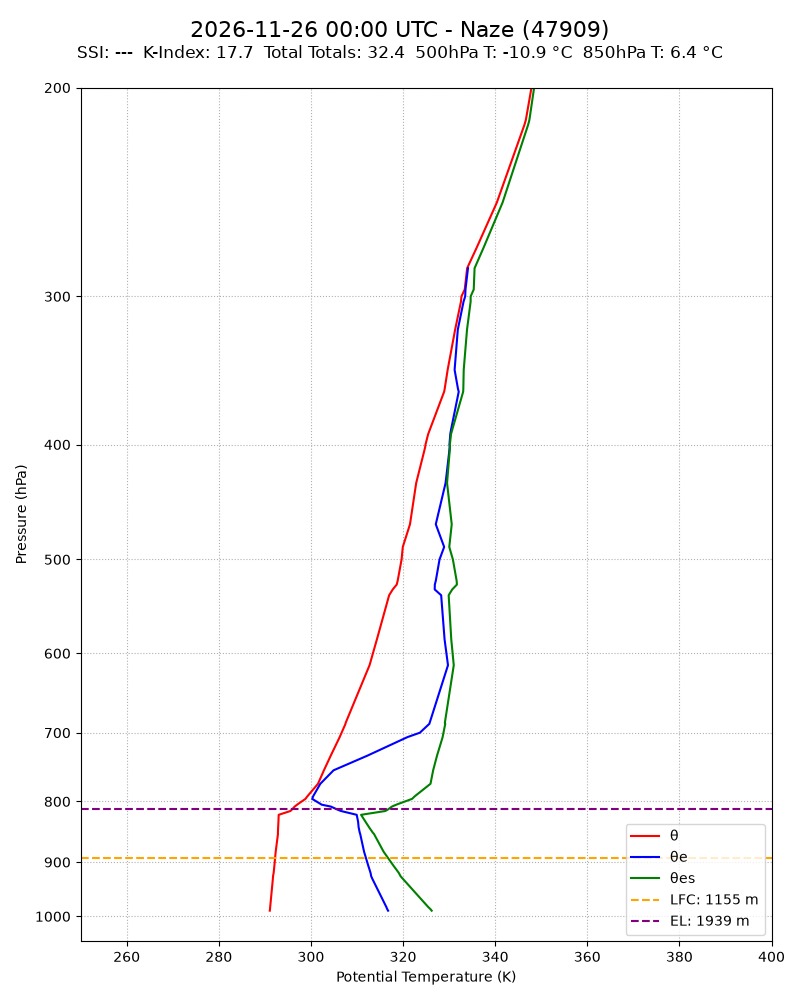 2026-11-26 00:00 UTC - Naze (47909)
SSI: --- K-Index: 17.7 Total Totals: 32.4 500hPa T: -10.9 °C 850hPa T: 6.4 °C
200
300
400
500
600
700
800
900
1000
Pressure (hPa)
θ
θe
θes
LFC: 1155 m
EL: 1939 m
260 280 300 320 340 360 380 400
Potential Temperature (K)